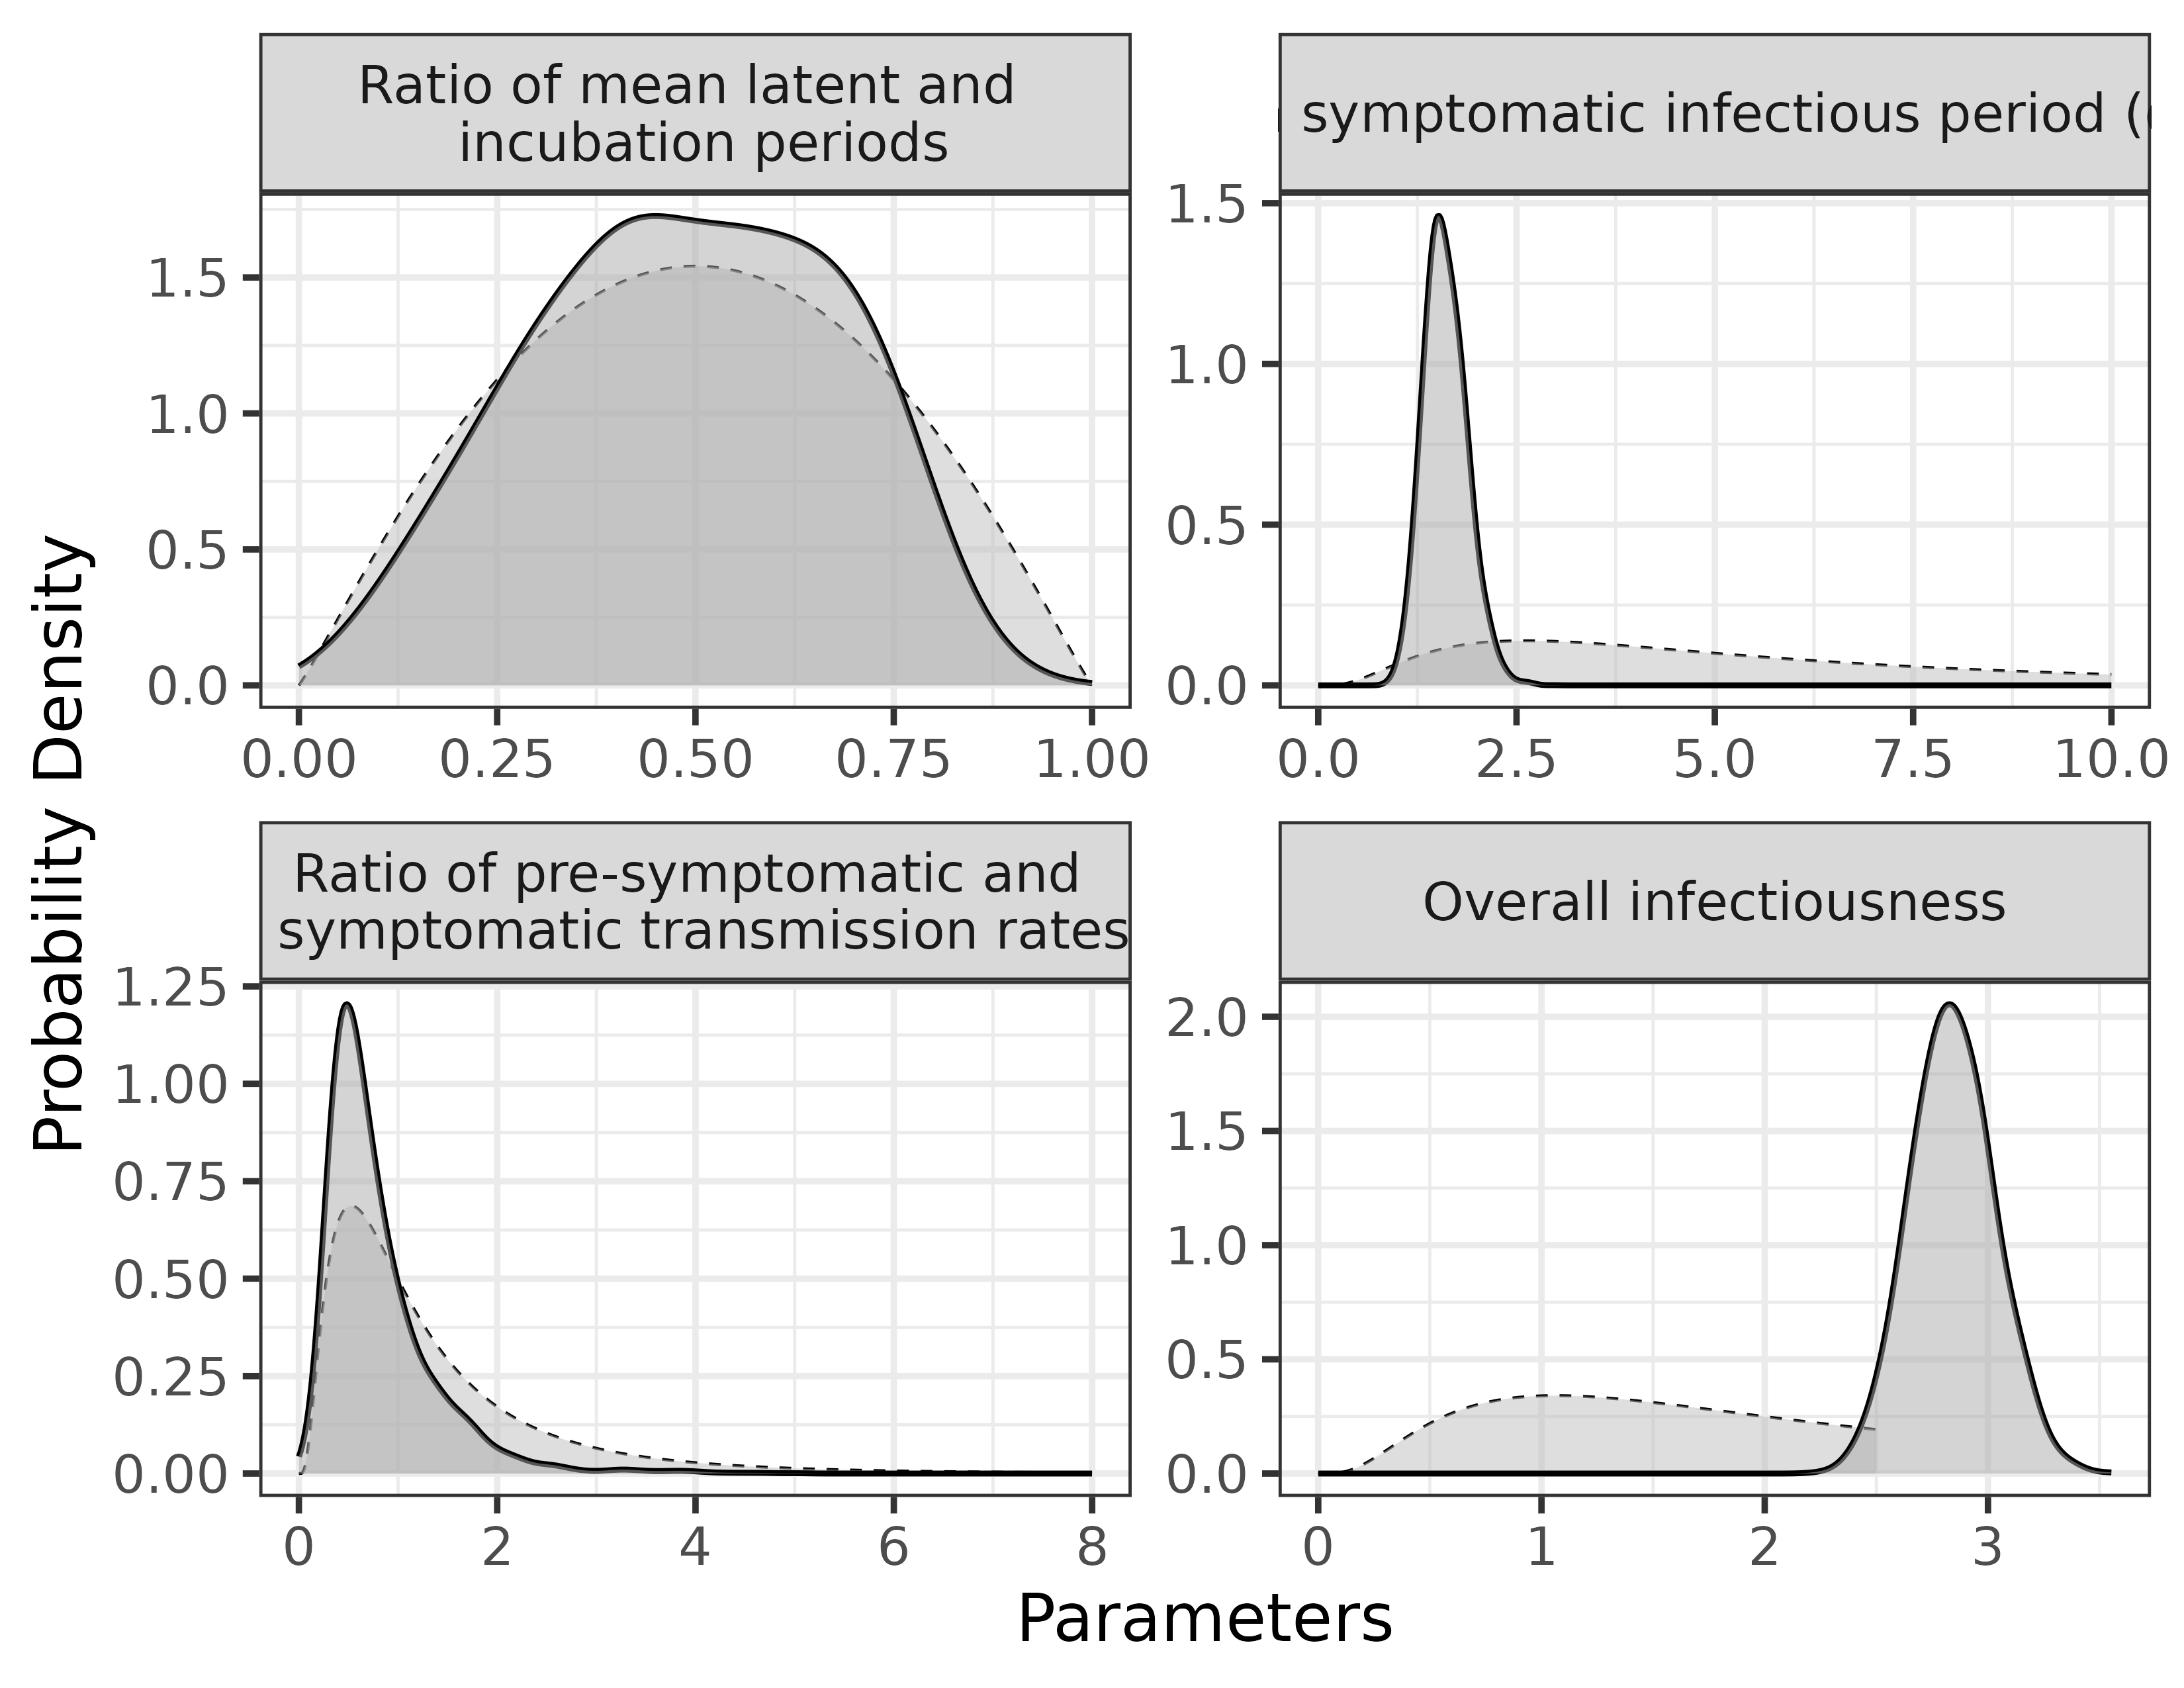 Ratio of mean latent and
incubation periods
symptomatic infectious period (
1.5
1.0
0.5
0.0
0.00 0.25 0.50 0.75 1.00
1.5
1.0
0.5
0.0
0.0 2.5 5.0 7.5 10.0
Ratio of pre-symptomatic and
symptomatic transmission rates
Overall infectiousness
1.25
1.00
0.75
0.50
0.25
0.00
0 2 4 6 8
2.0
1.5
1.0
0.5
0.0
0 1 2 3
Probability Density
Parameters